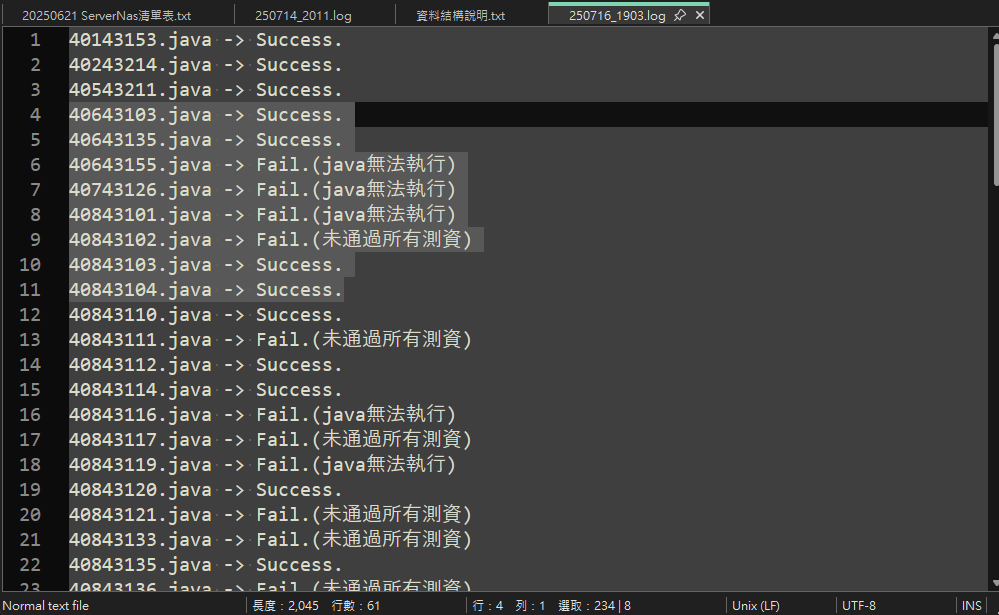 20250621 ServerNas清單表.txt 250714_2011.log 資料結構說明.txt 250716_1903.log
1 40143153.java -> Success.
2 40243214.java -> Success.
3 40543211.java -> Success.
4 40643103.java -> Success.
5 40643135.java -> Success.
6 40643155.java -> Fail.(java無法執行)
7 40743126.java -> Fail.(java無法執行)
8 40843101.java -> Fail.(java無法執行)
9 40843102.java -> Fail.(未通過所有測資)
10 40843103.java -> Success.
11 40843104.java -> Success.
12 40843110.java -> Success.
13 40843111.java -> Fail.(未通過所有測資)
14 40843112.java -> Success.
15 40843114.java -> Success.
16 40843116.java -> Fail.(java無法執行)
17 40843117.java -> Fail.(未通過所有測資)
18 40843119.java -> Fail.(java無法執行)
19 40843120.java -> Success.
20 40843121.java -> Fail.(未通過所有測資)
21 40843133.java -> Fail.(未通過所有測資)
22 40843135.java -> Success.
23 40843136.java -> Fail.(未通過所有測資)
Normal text file 長度：2,045 行數：61 行：4 列：1 選取：234 | 8 Unix (LF) UTF-8 INS